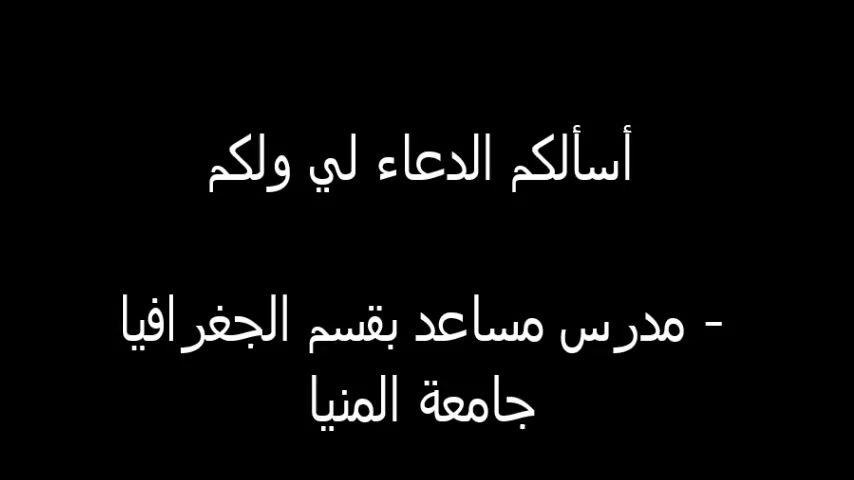 أسألكم الدعاء لي ولكم
- مدرس مساعد بقسم الجغرافيا
جامعة المنيا